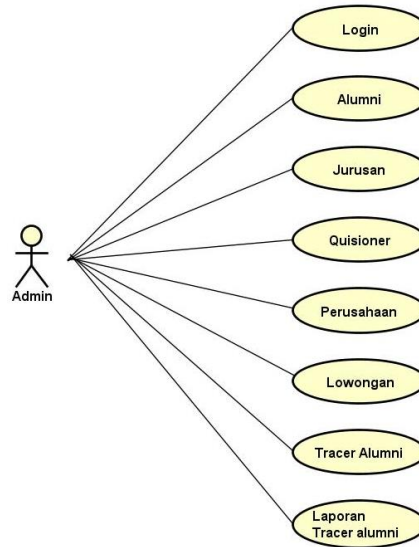 Login
Alumni
Jurusan
Quisioner
Admin
Perusahaan
Lowongan
Tracer Alumni
Laporan
Tracer alumni